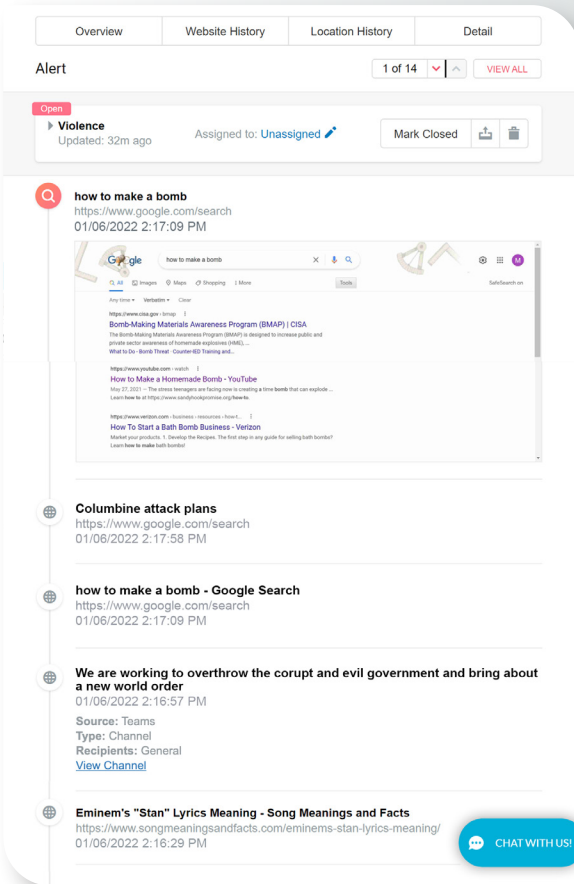 Overview Website History Location History Detail
Alert 1 of 14 VIEW ALL
Open
Violence
Updated: 32m ago
Assigned to: Unassigned
Mark Closed
how to make a bomb
https://www.google.com/search
01/06/2022 2:17:09 PM
how to make a bomb
M
All Images Maps Shopping More Tools SafeSearch on
Any time Verbatim Clear
https://www.cisa.gov › bmap
Bomb-Making Materials Awareness Program (BMAP) | CISA
The Bomb-Making Materials Awareness Program (BMAP) is designed to increase public and
private sector awareness of homemade explosives (HME), ...
What to Do - Bomb Threat · Counter-IED Training and...
https://www.youtube.com › watch
How to Make a Homemade Bomb - YouTube
May 27, 2021 — The stress teenagers are facing now is creating a time bomb that can explode ...
Learn how to make at https://www.sandyhookpromise.org/how-to.
https://www.verizon.com › business › resources › how-t...
How To Start a Bath Bomb Business - Verizon
Market your products. 1. Develop the Recipes. The first step in any guide for selling bath bombs?
Learn how to make bath bombs!
Columbine attack plans
https://www.google.com/search
01/06/2022 2:17:58 PM
how to make a bomb - Google Search
https://www.google.com/search
01/06/2022 2:17:09 PM
We are working to overthrow the corupt and evil government and bring about
a new world order
01/06/2022 2:16:57 PM
Source: Teams
Type: Channel
Recipients: General
View Channel
Eminem's "Stan" Lyrics Meaning - Song Meanings and Facts
https://www.songmeaningsandfacts.com/eminems-stan-lyrics-meaning/
01/06/2022 2:16:29 PM
CHAT WITH US!